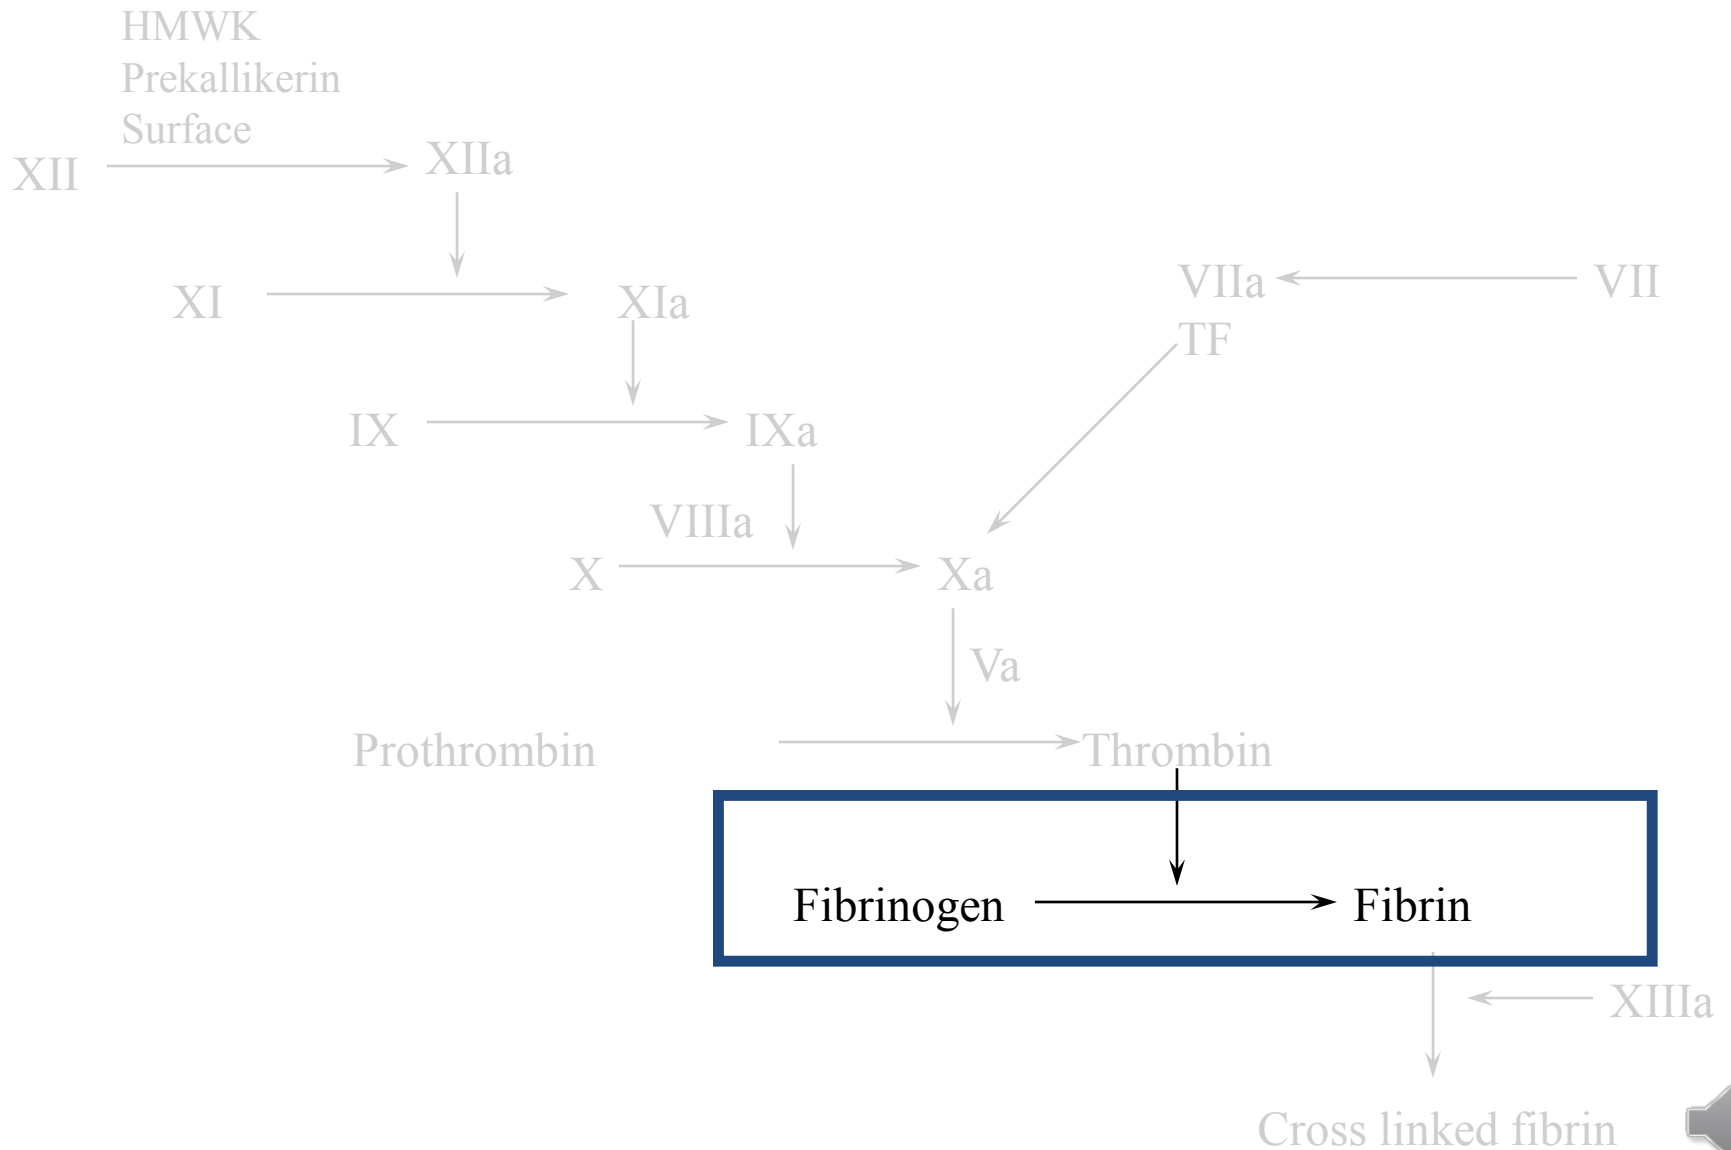 HMWK
Prekallikerin
Surface
XII
XIIa
XI
XIa
VIIa
VII
TF
IX
IXa
VIIIa
X
Xa
Va
Prothrombin
Thrombin
Fibrinogen
Fibrin
XIIIa
Cross linked fibrin